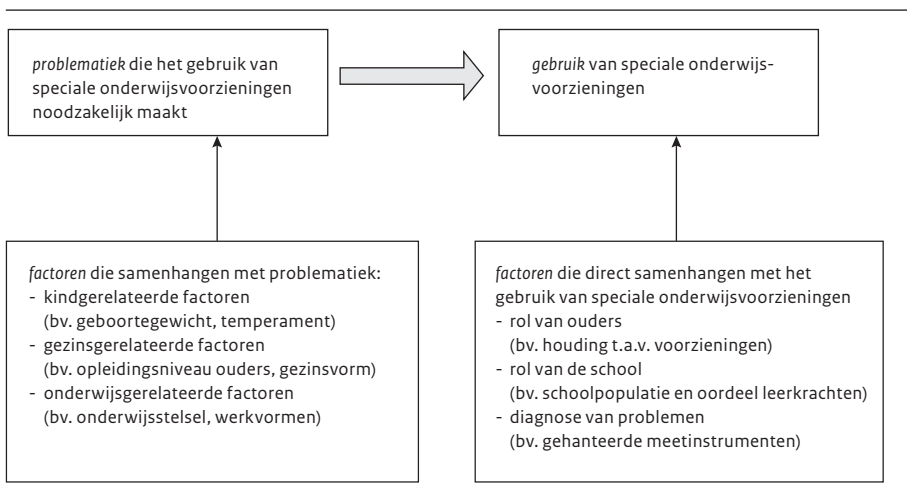 problematiek die het gebruik van
speciale onderwijsvoorzieningen
noodzakelijk maakt
gebruik van speciale onderwijs-
voorzieningen
factoren die samenhangen met problematiek:
- kindgerelateerde factoren
(bv. geboortegewicht, temperament)
- gezinsgerelateerde factoren
(bv. opleidingsniveau ouders, gezinsvorm)
- onderwijsgerelateerde factoren
(bv. onderwijsstelsel, werkvormen)
factoren die direct samenhangen met het
gebruik van speciale onderwijsvoorzieningen
- rol van ouders
(bv. houding t.a.v. voorzieningen)
- rol van de school
(bv. schoolpopulatie en oordeel leerkrachten)
- diagnose van problemen
(bv. gehanteerde meetinstrumenten)